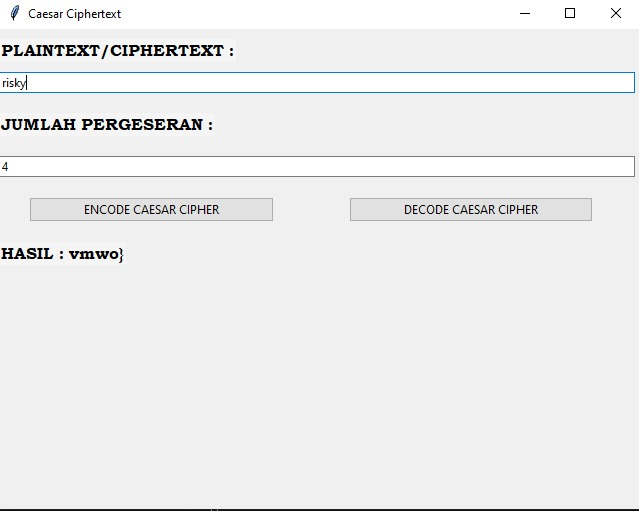 Caesar Ciphertext
PLAINTEXT/CIPHERTEXT :
risky
JUMLAH PERGESERAN :
4
ENCODE CAESAR CIPHER DECODE CAESAR CIPHER
HASIL : vmwo}